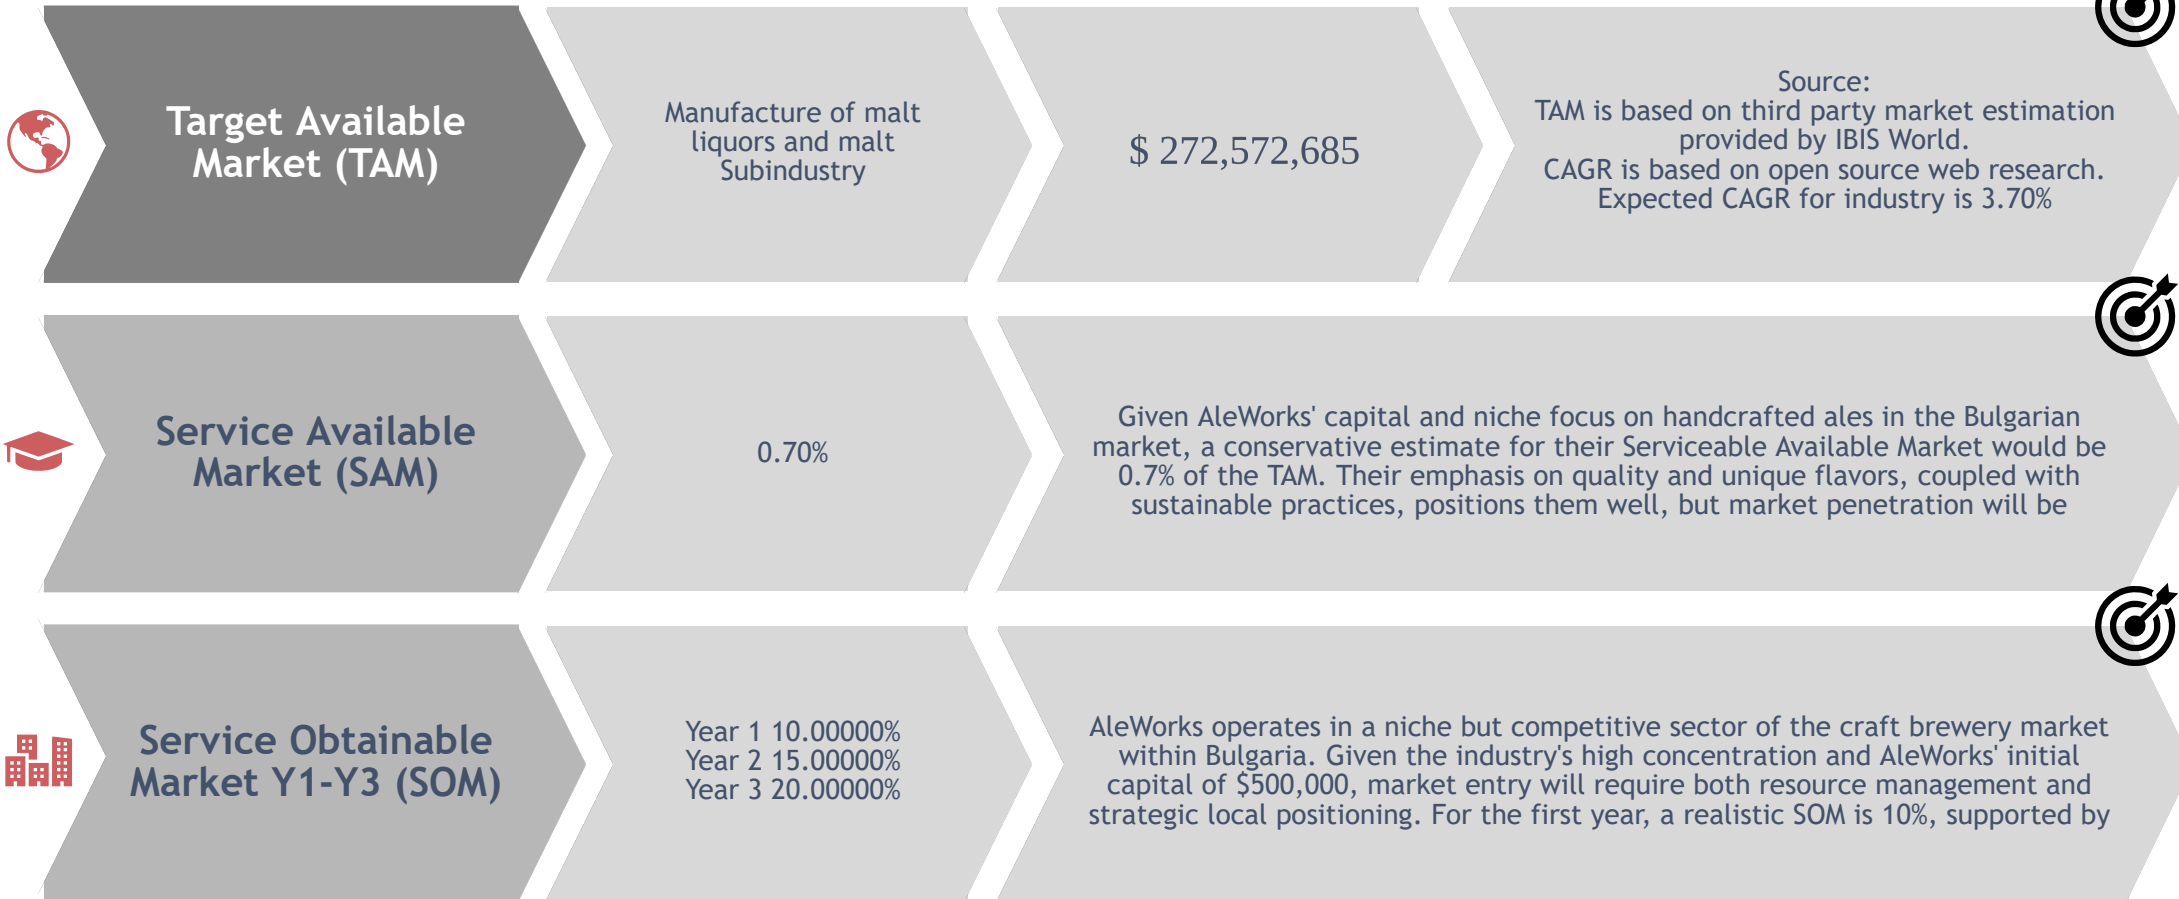 Target Available
Market (TAM)
Manufacture of malt
liquors and malt
Subindustry
$ 272,572,685
Source:
TAM is based on third party market estimation
provided by IBIS World.
CAGR is based on open source web research.
Expected CAGR for industry is 3.70%
Service Available
Market (SAM)
0.70%
Given AleWorks' capital and niche focus on handcrafted ales in the Bulgarian
market, a conservative estimate for their Serviceable Available Market would be
0.7% of the TAM. Their emphasis on quality and unique flavors, coupled with
sustainable practices, positions them well, but market penetration will be
Service Obtainable
Market Y1-Y3 (SOM)
Year 1 10.00000%
Year 2 15.00000%
Year 3 20.00000%
AleWorks operates in a niche but competitive sector of the craft brewery market
within Bulgaria. Given the industry's high concentration and AleWorks' initial
capital of $500,000, market entry will require both resource management and
strategic local positioning. For the first year, a realistic SOM is 10%, supported by